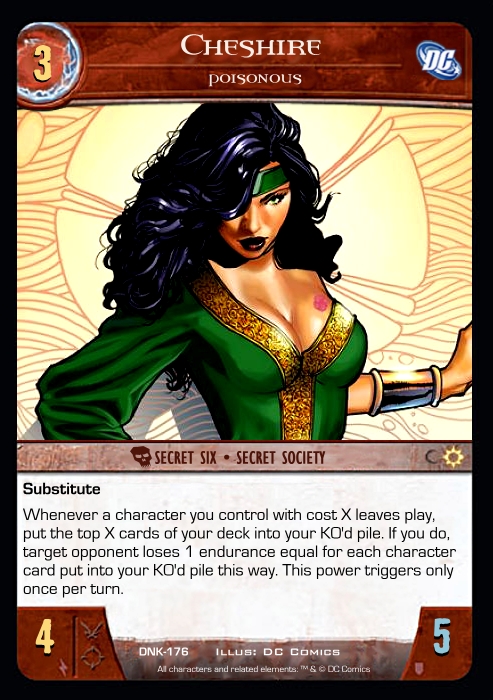 3
CHESHIRE
DC
POISONOUS
SECRET SIX • SECRET SOCIETY
Substitute
Whenever a character you control with cost X leaves play,
put the top X cards of your deck into your KO'd pile. If you do,
target opponent loses 1 endurance equal for each character
card put into your KO'd pile this way. This power triggers only
once per turn.
4
DNK-176 ILLUS: DC COMICS
5
All characters and related elements: ™ & © DC Comics